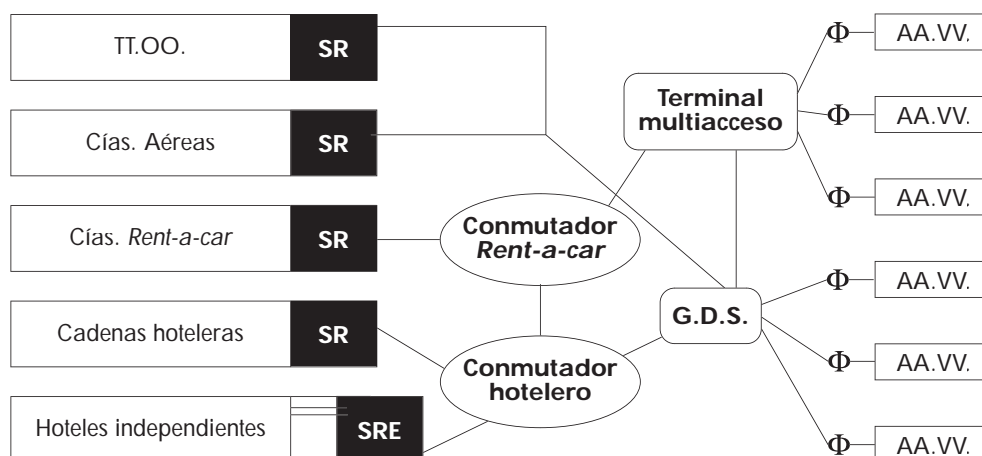 TT.OO.
SR
Cías. Aéreas
SR
Cías. Rent-a-car
SR
Cadenas hoteleras
SR
Hoteles independientes
SRE
Conmutador
Rent-a-car
Conmutador
hotelero
Terminal
multiacceso
G.D.S.
Φ
AA.VV.
Φ
AA.VV.
Φ
AA.VV.
Φ
AA.VV.
Φ
AA.VV.
Φ
AA.VV.